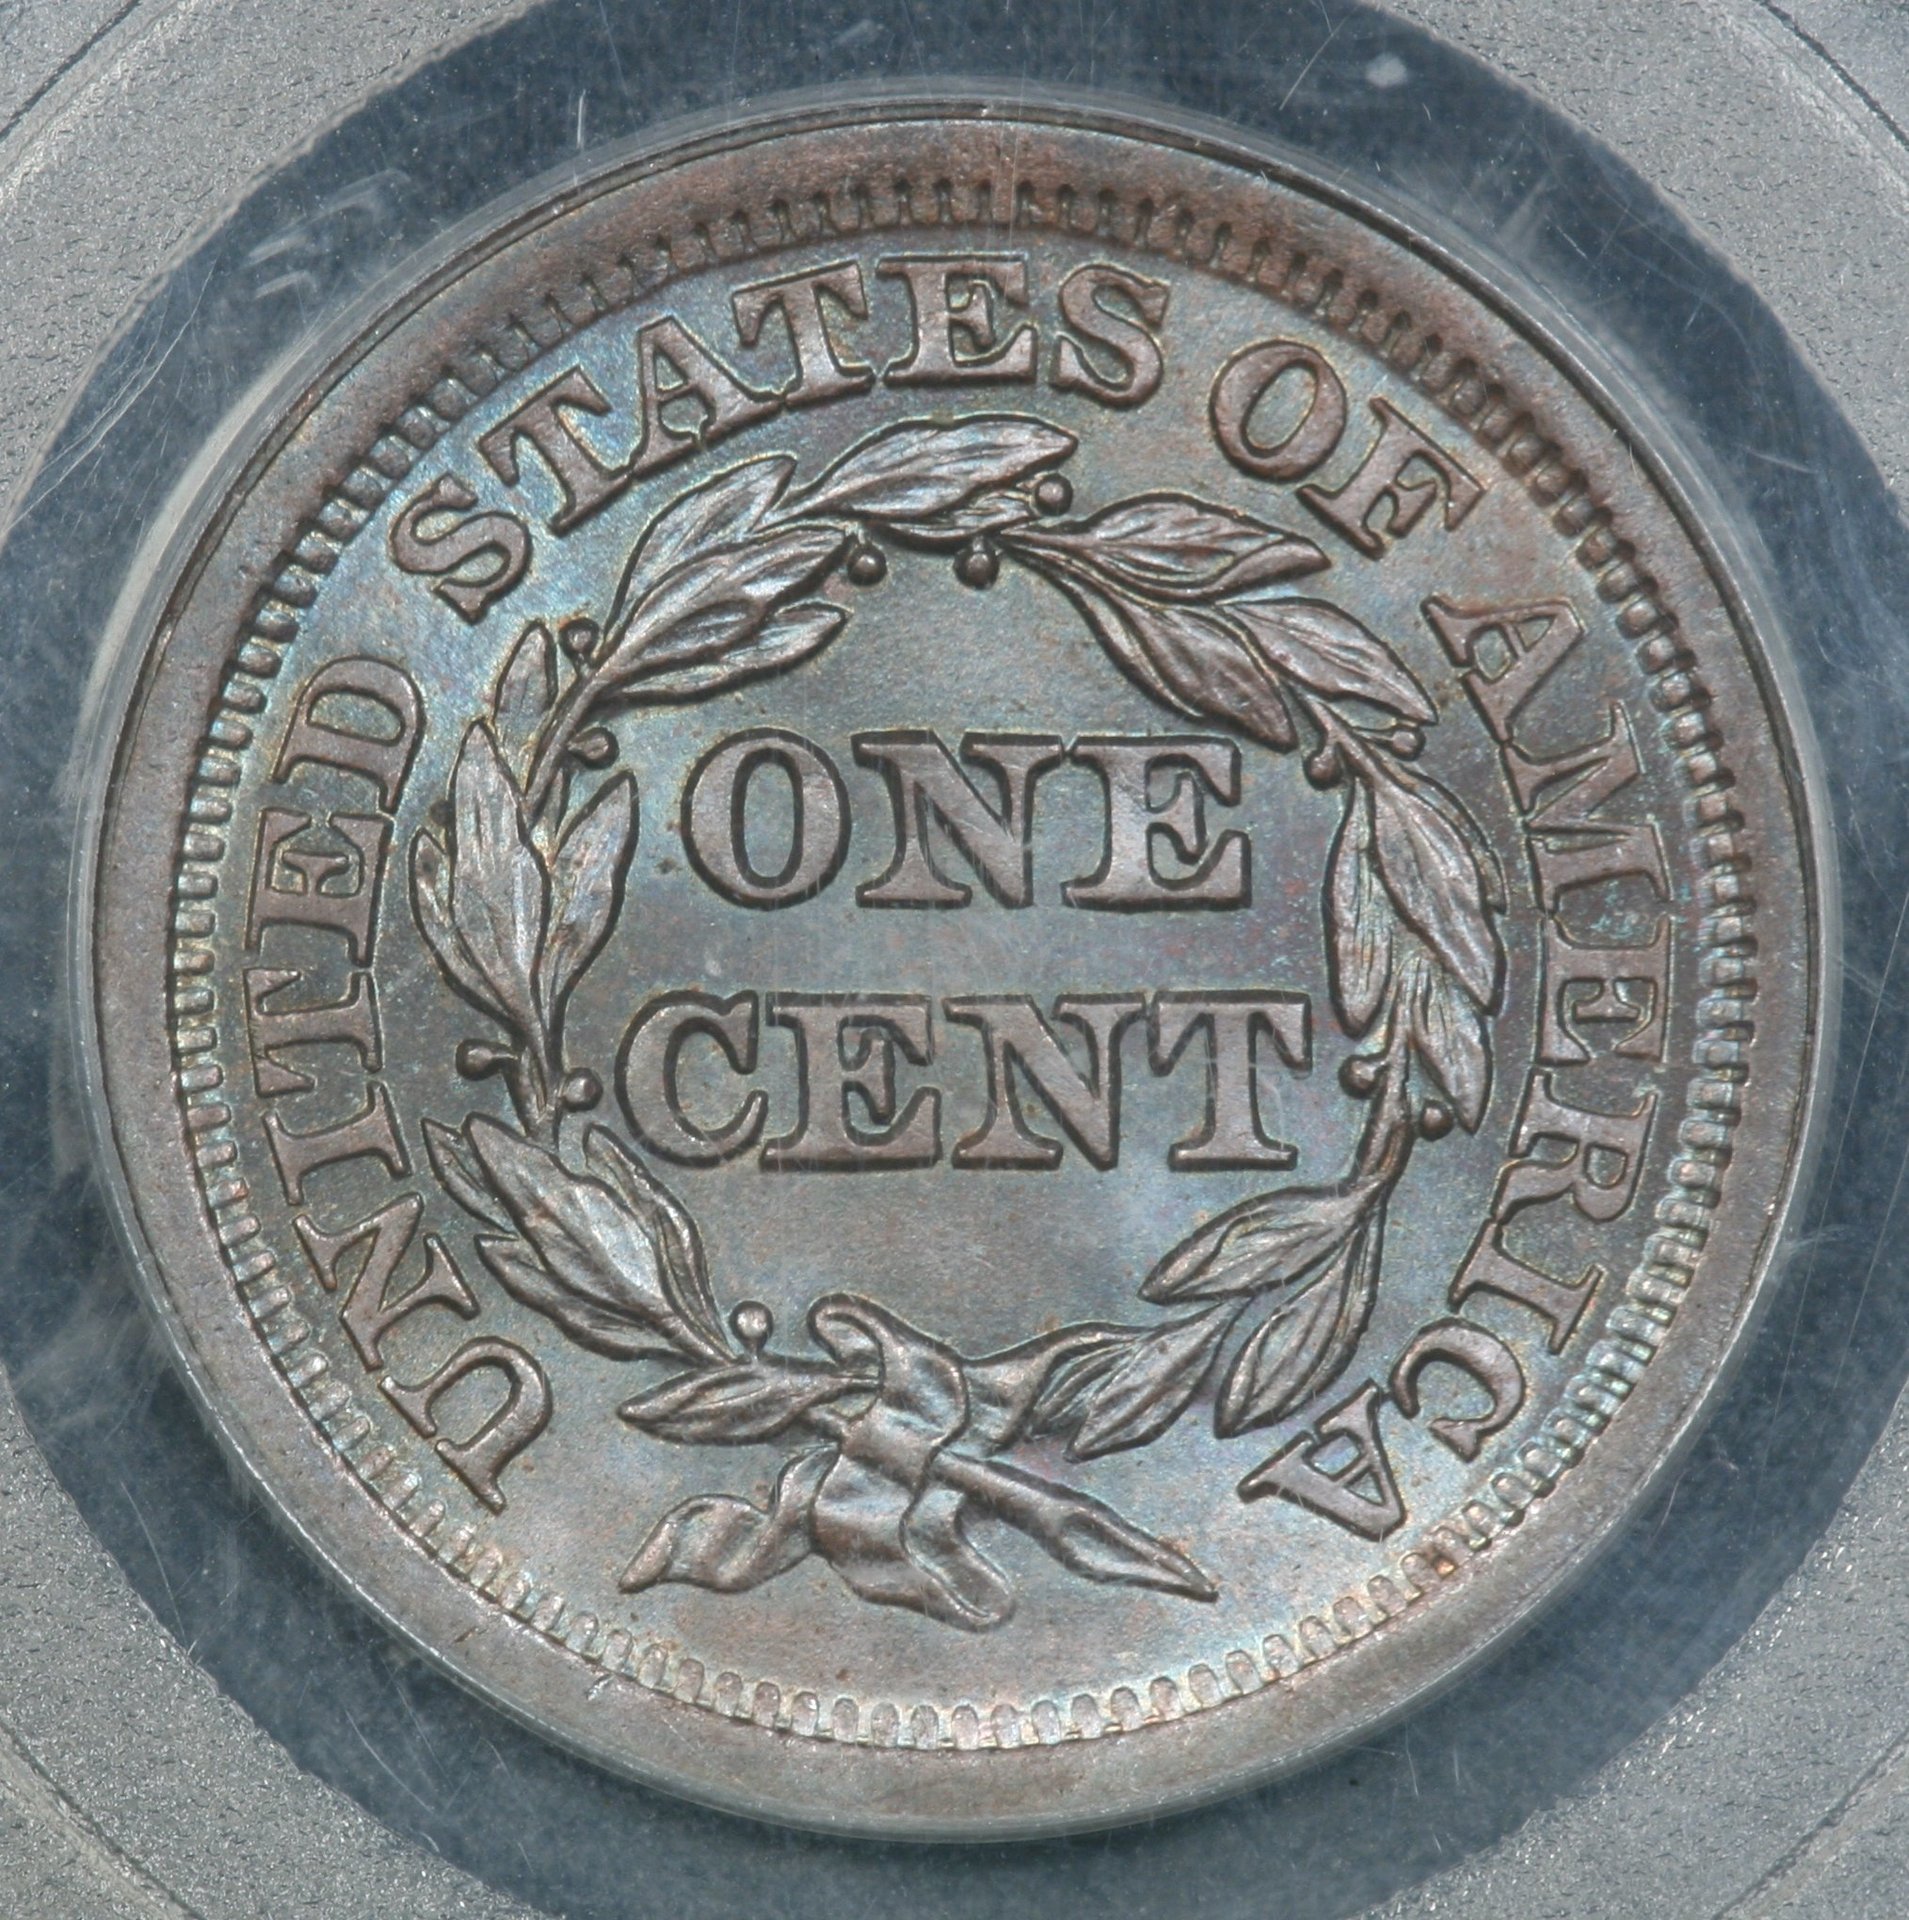 UNITED STATES OF AMERICA
ONE
CENT